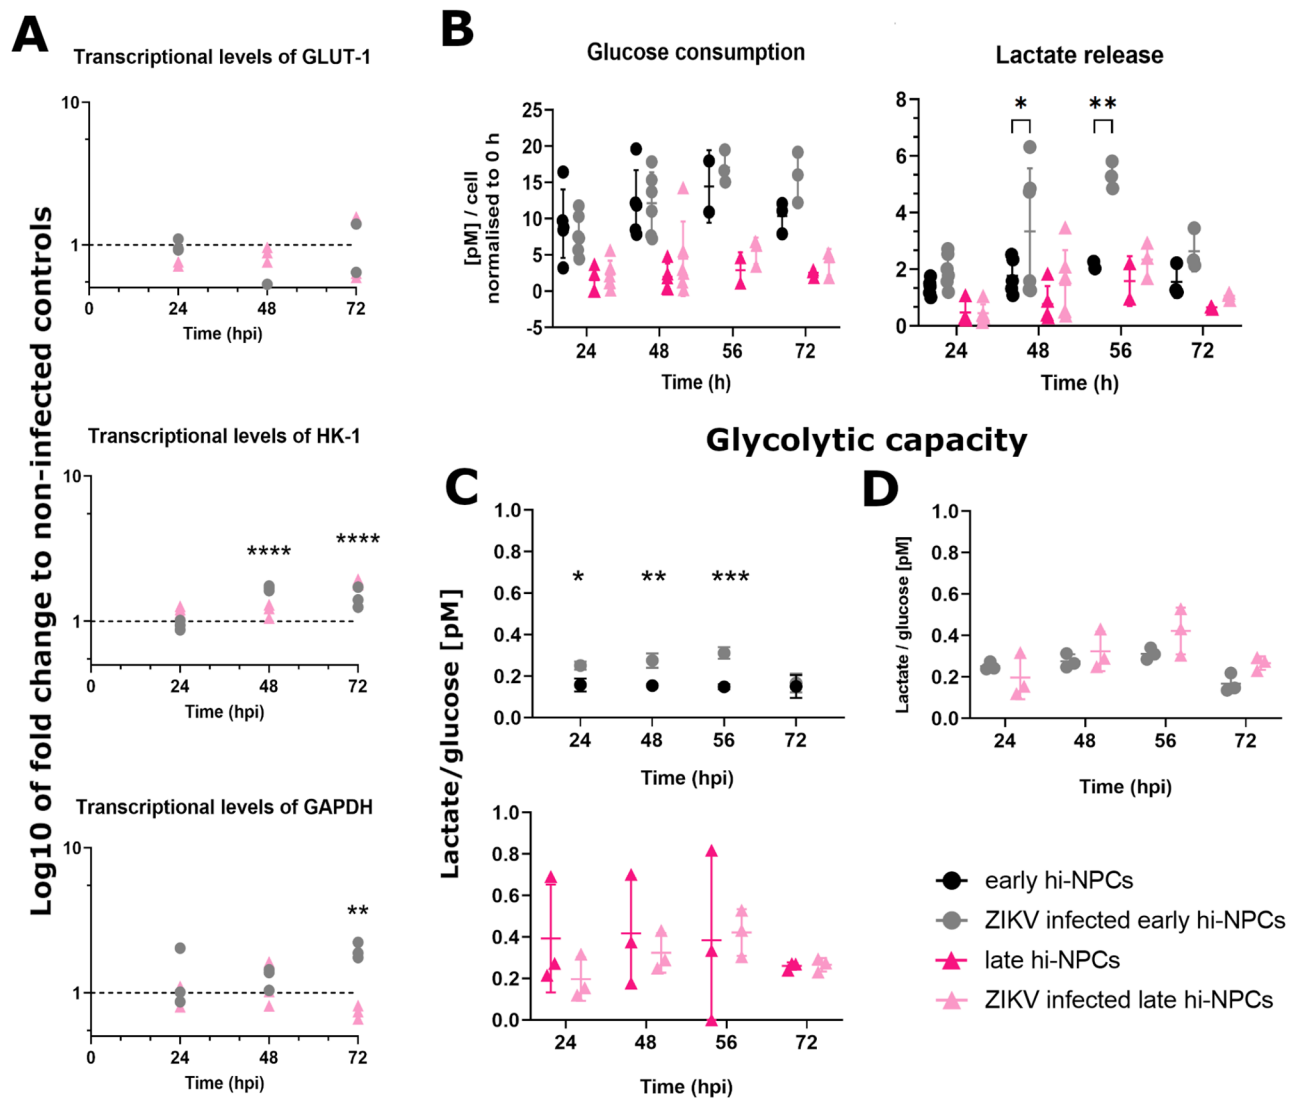 A
Log10 of fold change to non-infected controls
Transcriptional levels of GLUT-1
10
1
0
24
48
72
Time (hpi)
Transcriptional levels of HK-1
10
1
****
****
0
24
48
72
Time (hpi)
Transcriptional levels of GAPDH
10
1
**
0
24
48
72
Time (hpi)
B
Glucose consumption
[pM] / cell
normalised to 0 h
25
20
15
10
5
0
-5
24
48
56
72
Time (h)
Lactate release
8
6
4
2
0
*
**
24
48
56
72
Time (h)
Glycolytic capacity
C
Lactate/glucose [pM]
1.0
0.8
0.6
0.4
0.2
0.0
*
**
***
24
48
56
72
Time (hpi)
1.0
0.8
0.6
0.4
0.2
0.0
24
48
56
72
Time (hpi)
D
Lactate / glucose [pM]
1.0
0.8
0.6
0.4
0.2
0.0
24
48
56
72
Time (hpi)
early hi-NPCs
ZIKV infected early hi-NPCs
late hi-NPCs
ZIKV infected late hi-NPCs